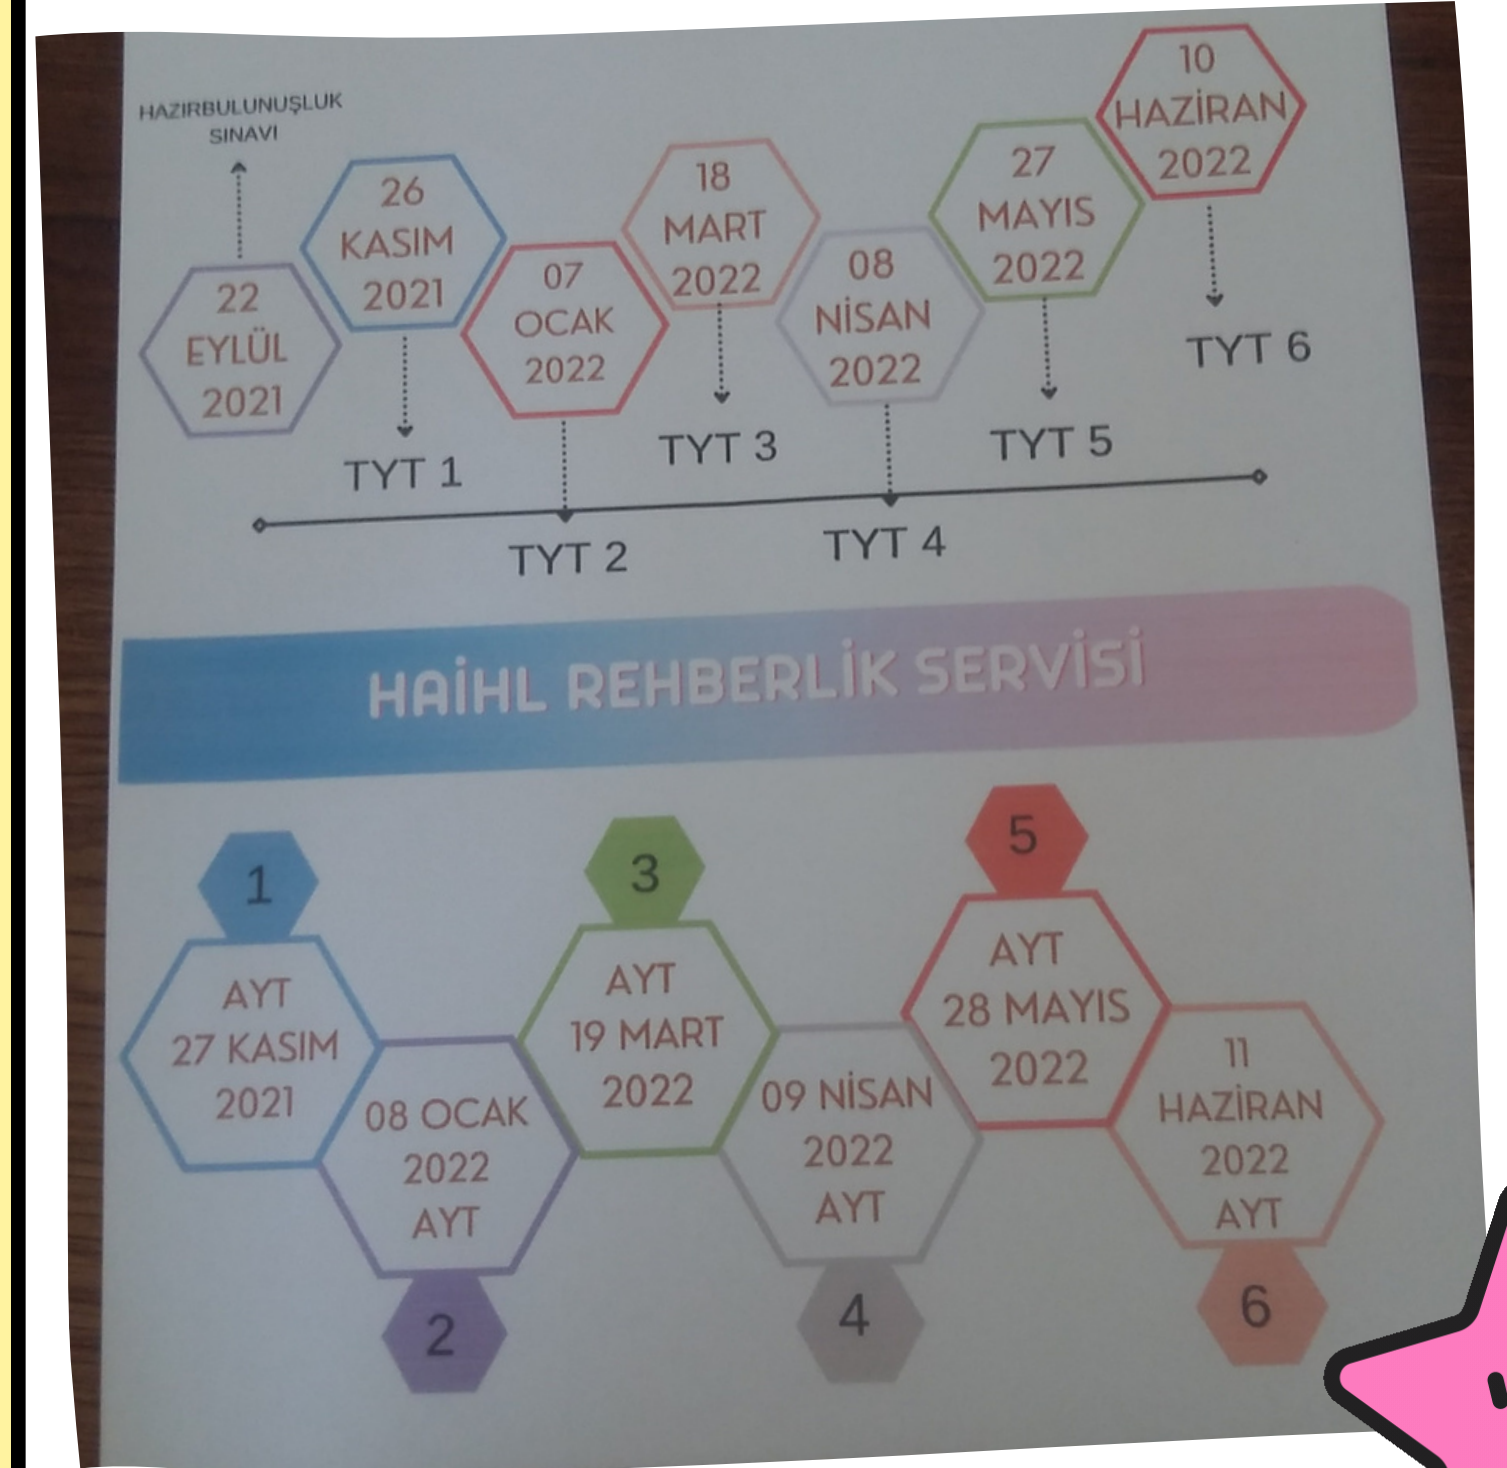 HAZIRBULUNUŞLUK
SINAVI
22
EYLÜL
2021
26
KASIM
2021
TYT 1
07
OCAK
2022
TYT 2
18
MART
2022
TYT 3
08
NİSAN
2022
TYT 4
27
MAYIS
2022
TYT 5
10
HAZİRAN
2022
TYT 6
HAİHL REHBERLİK SERVİSİ
1
AYT
27 KASIM
2021
08 OCAK
2022
AYT
2
3
AYT
19 MART
2022
09 NİSAN
2022
AYT
4
5
AYT
28 MAYIS
2022
11
HAZİRAN
2022
AYT
6